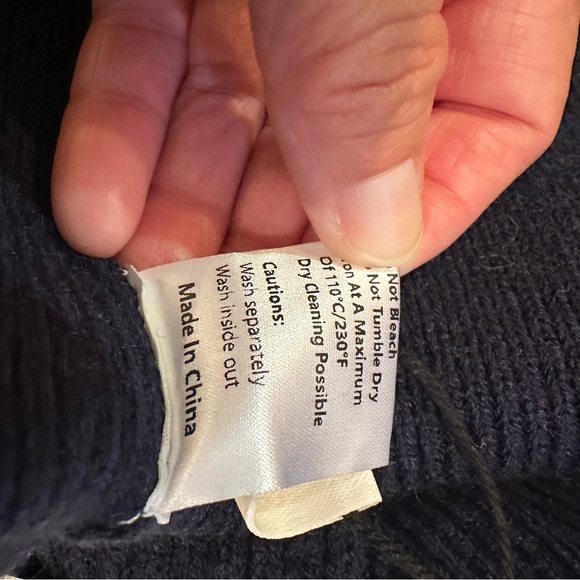 Not Bleach
Not Tumble Dry
on At A Maximum
Of 110°C/230°F
Dry Cleaning Possible
Cautions:
Wash separately
Wash inside out
Made In China